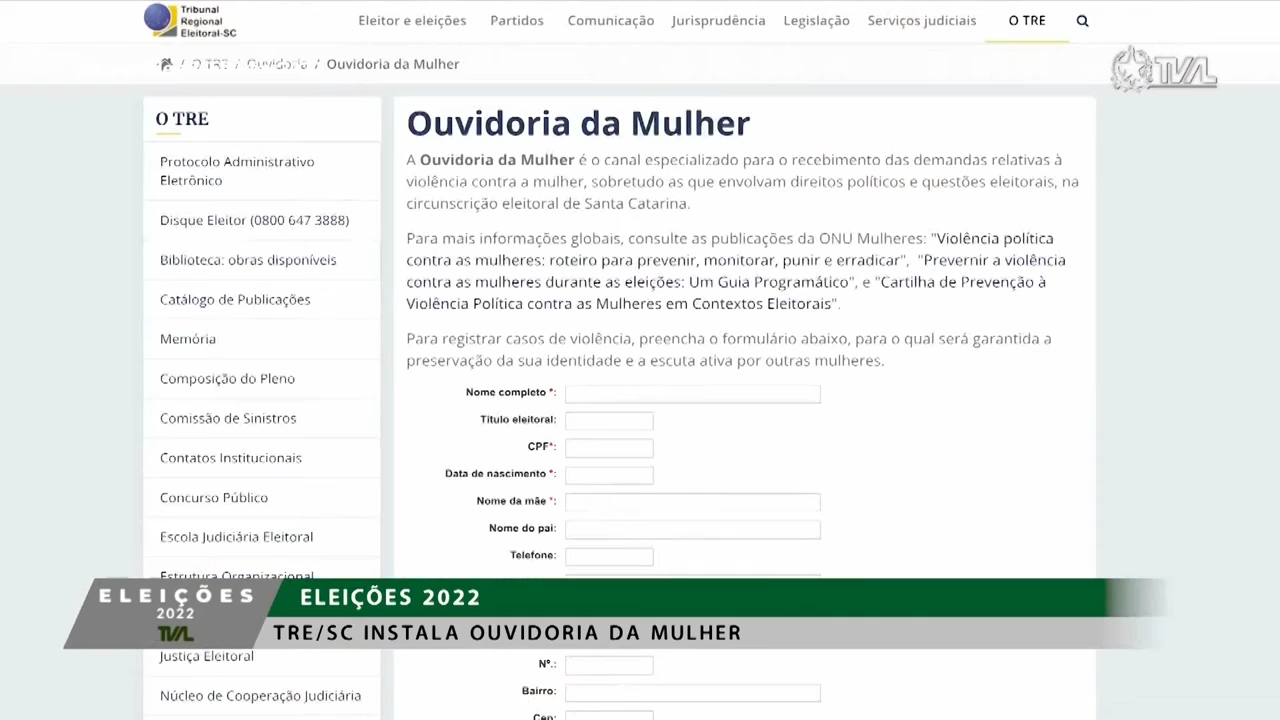 Tribunal
Regional
Eleitoral-SC
Eleitor e eleições
Partidos
Comunicação
Jurisprudência
Legislação
Serviços judiciais
O TRE
/ O TRE / Ouvidoria / Ouvidoria da Mulher
TVAL
O TRE
Protocolo Administrativo
Eletrônico
Disque Eleitor (0800 647 3888)
Biblioteca: obras disponíveis
Catálogo de Publicações
Memória
Composição do Pleno
Comissão de Sinistros
Contatos Institucionais
Concurso Público
Escola Judiciária Eleitoral
Estrutura Organizacional
Justiça Eleitoral
Núcleo de Cooperação Judiciária
Ouvidoria da Mulher
A Ouvidoria da Mulher é o canal especializado para o recebimento das demandas relativas à
violência contra a mulher, sobretudo as que envolvam direitos políticos e questões eleitorais, na
circunscrição eleitoral de Santa Catarina.
Para mais informações globais, consulte as publicações da ONU Mulheres: "Violência política
contra as mulheres: roteiro para prevenir, monitorar, punir e erradicar", "Prevernir a violência
contra as mulheres durante as eleições: Um Guia Programático", e "Cartilha de Prevenção à
Violência Política contra as Mulheres em Contextos Eleitorais".
Para registrar casos de violência, preencha o formulário abaixo, para o qual será garantida a
preservação da sua identidade e a escuta ativa por outras mulheres.
Nome completo *:
Título eleitoral:
CPF*:
Data de nascimento *:
Nome da mãe *:
Nome do pai:
Telefone:
Nº.:
Bairro:
Cep:
ELEIÇÕES
2022
TVAL
ELEIÇÕES 2022
TRE/SC INSTALA OUVIDORIA DA MULHER